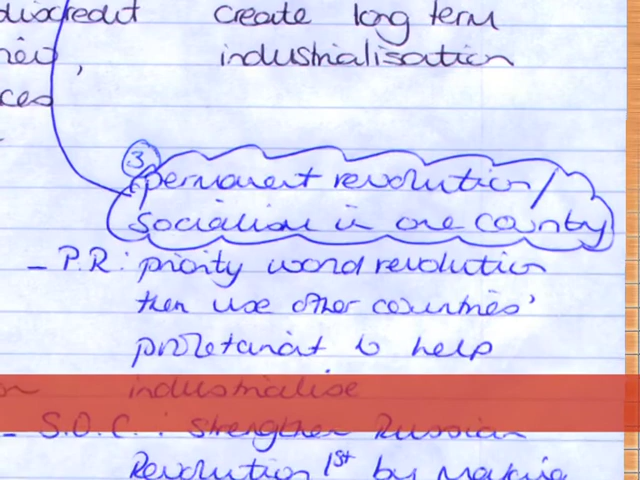 discredit create long term
industrialisation
③
permanent revolution/
socialism in one country
- P.R: priority world revolution
then use other countries'
proletariat to help
industrialise
- S.O.C.: strengthen Russian
Revolution 1st by making